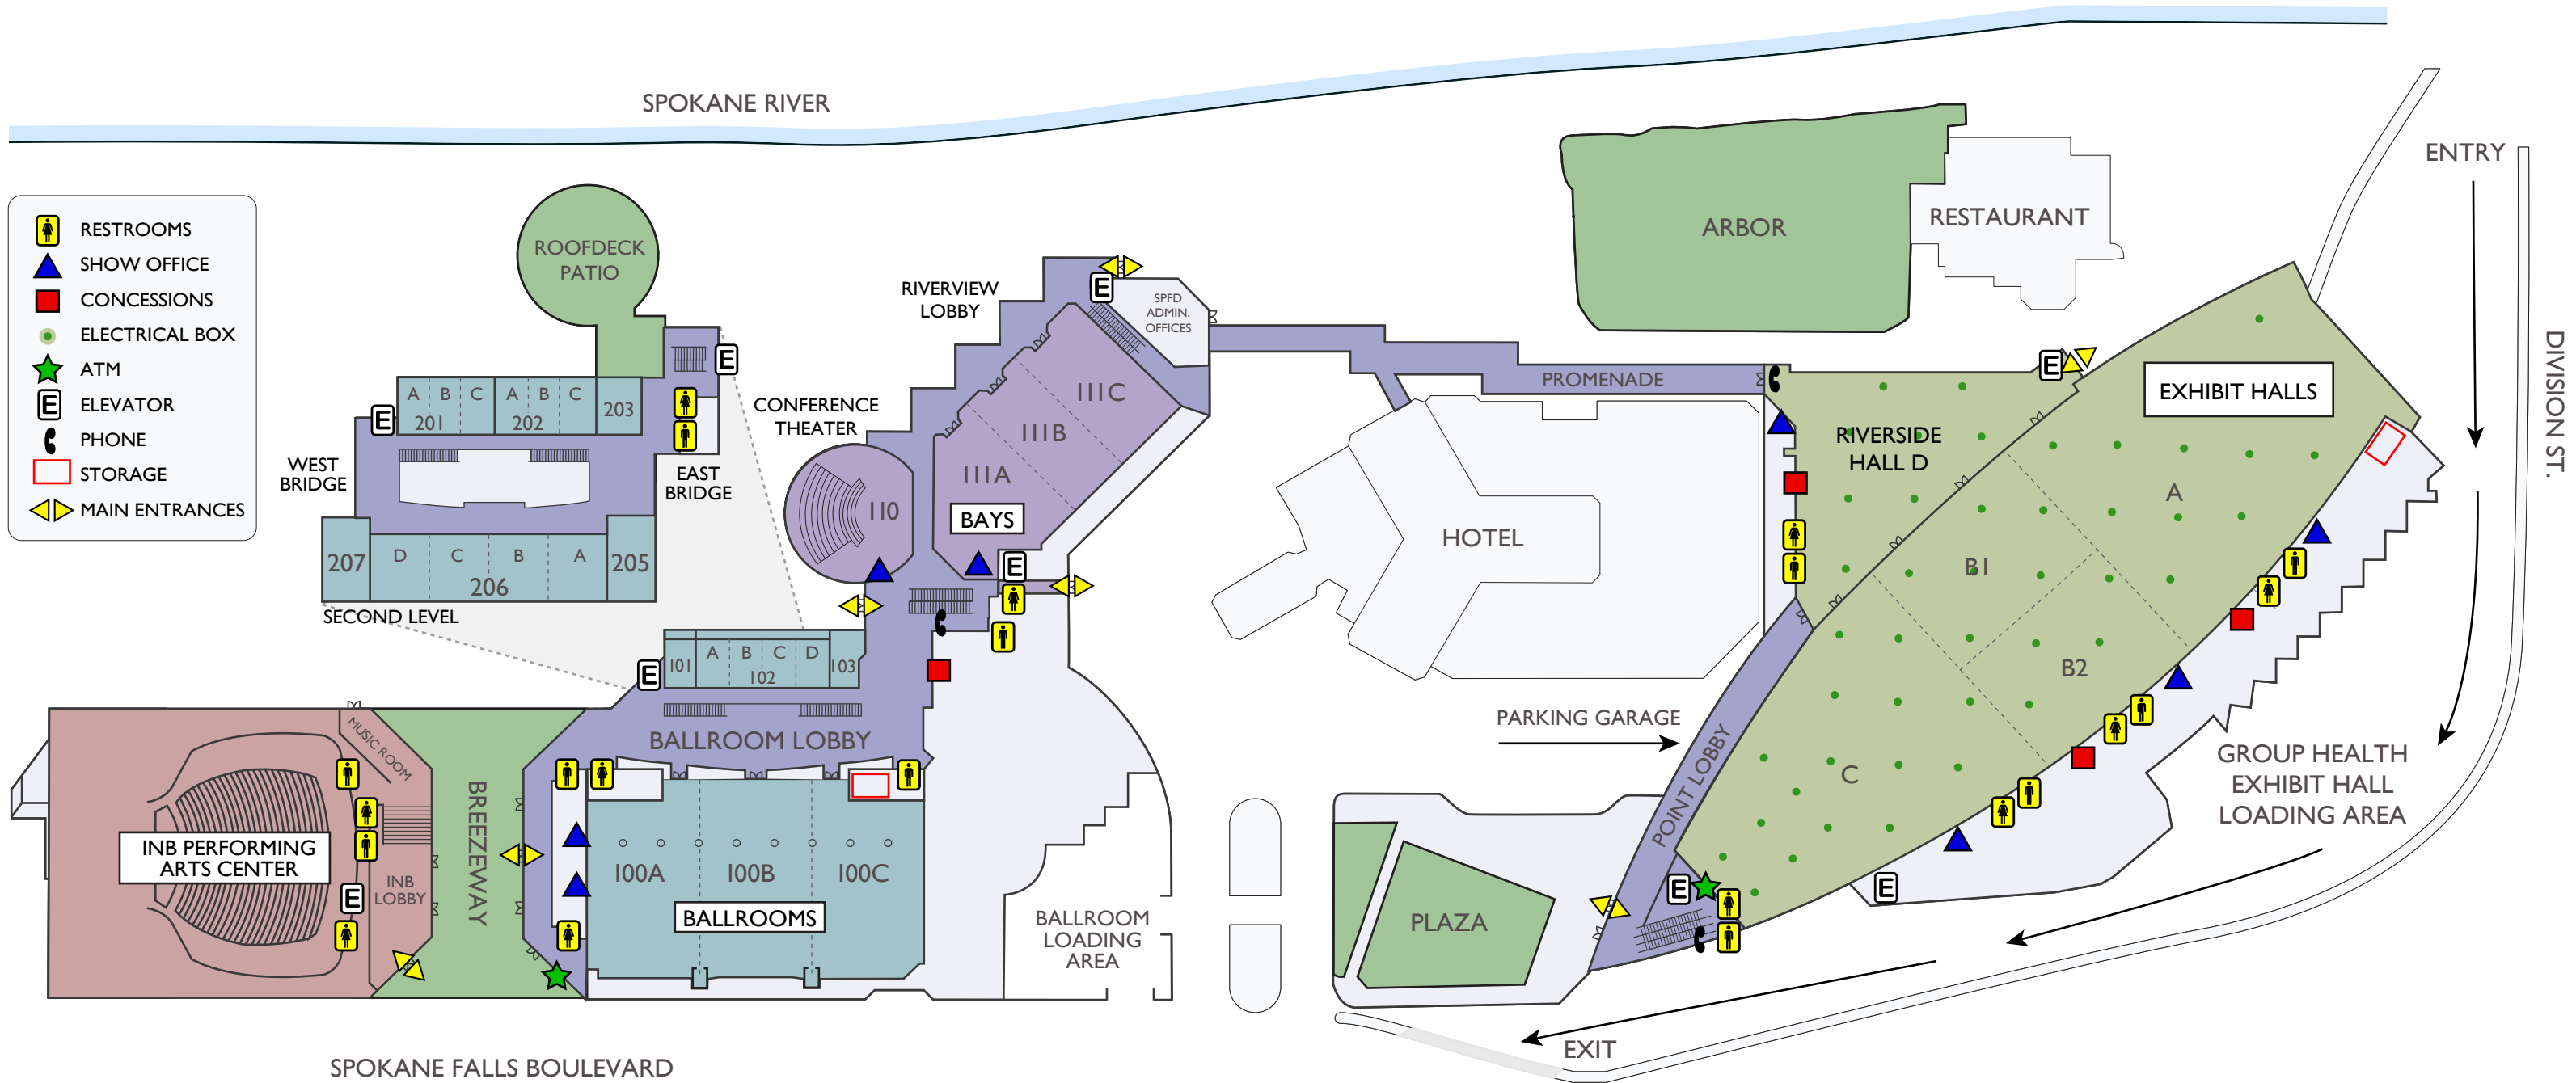 SPOKANE RIVER
ENTRY
DIVISION ST.
RESTROOMS
SHOW OFFICE
CONCESSIONS
ELECTRICAL BOX
ATM
E ELEVATOR
PHONE
STORAGE
MAIN ENTRANCES
ROOFDECK
PATIO
E
A B C A B C
201 202 203
E
WEST
BRIDGE
EAST
BRIDGE
207 D C B A 205
206
SECOND LEVEL
RIVERVIEW
LOBBY
E
SPFD
ADMIN.
OFFICES
CONFERENCE
THEATER
110
IIIA
IIIB
IIIC
BAYS
E
E
101 A B C D 103
102
BALLROOM LOBBY
MUSIC ROOM
INB PERFORMING
ARTS CENTER
INB
LOBBY
E
BREEZEWAY
100A 100B 100C
BALLROOMS
BALLROOM
LOADING
AREA
PROMENADE
HOTEL
ARBOR
RESTAURANT
E
EXHIBIT HALLS
RIVERSIDE
HALL D
A
B1
B2
C
PARKING GARAGE
POINT LOBBY
E
E
PLAZA
GROUP HEALTH
EXHIBIT HALL
LOADING AREA
EXIT
SPOKANE FALLS BOULEVARD